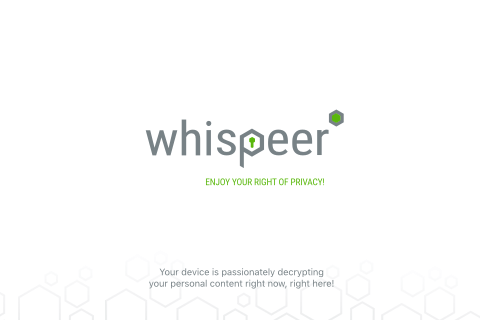 whispeer
ENJOY YOUR RIGHT OF PRIVACY!
Your device is passionately decrypting
your personal content right now, right here!